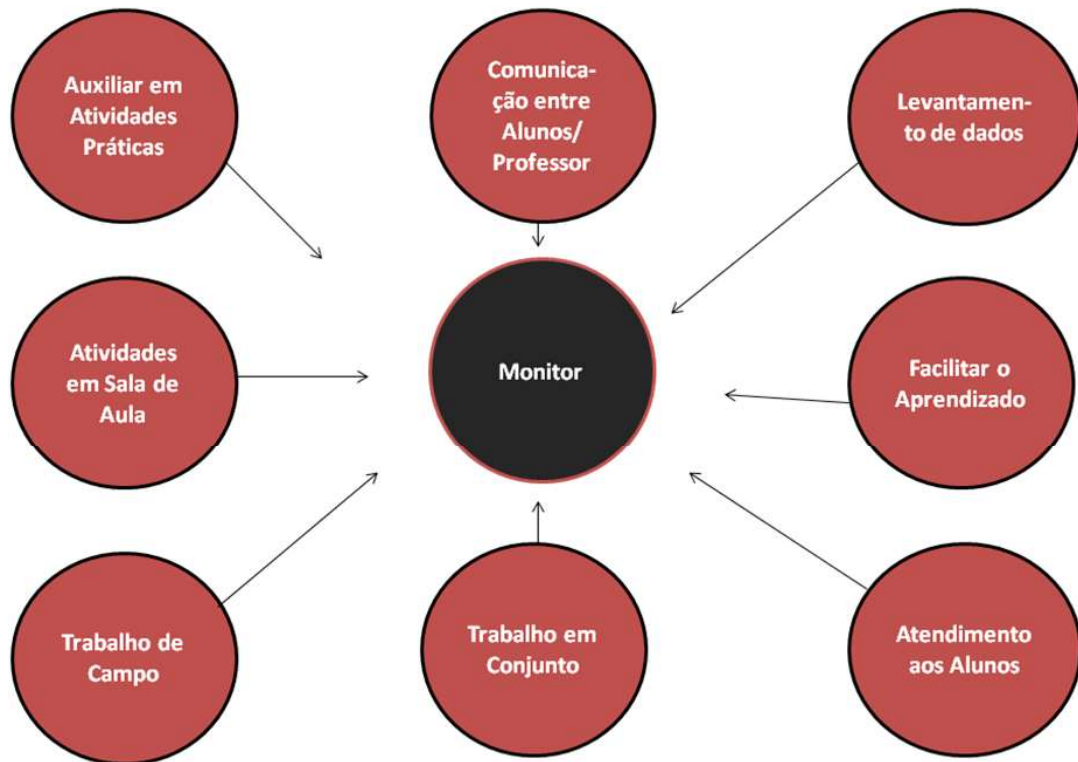 Auxiliar em
Atividades
Práticas
Comunica-
ção entre
Alunos/
Professor
Levantamen-
to de dados
Atividades
em Sala de
Aula
Monitor
Facilitar o
Aprendizado
Trabalho de
Campo
Trabalho em
Conjunto
Atendimento
aos Alunos